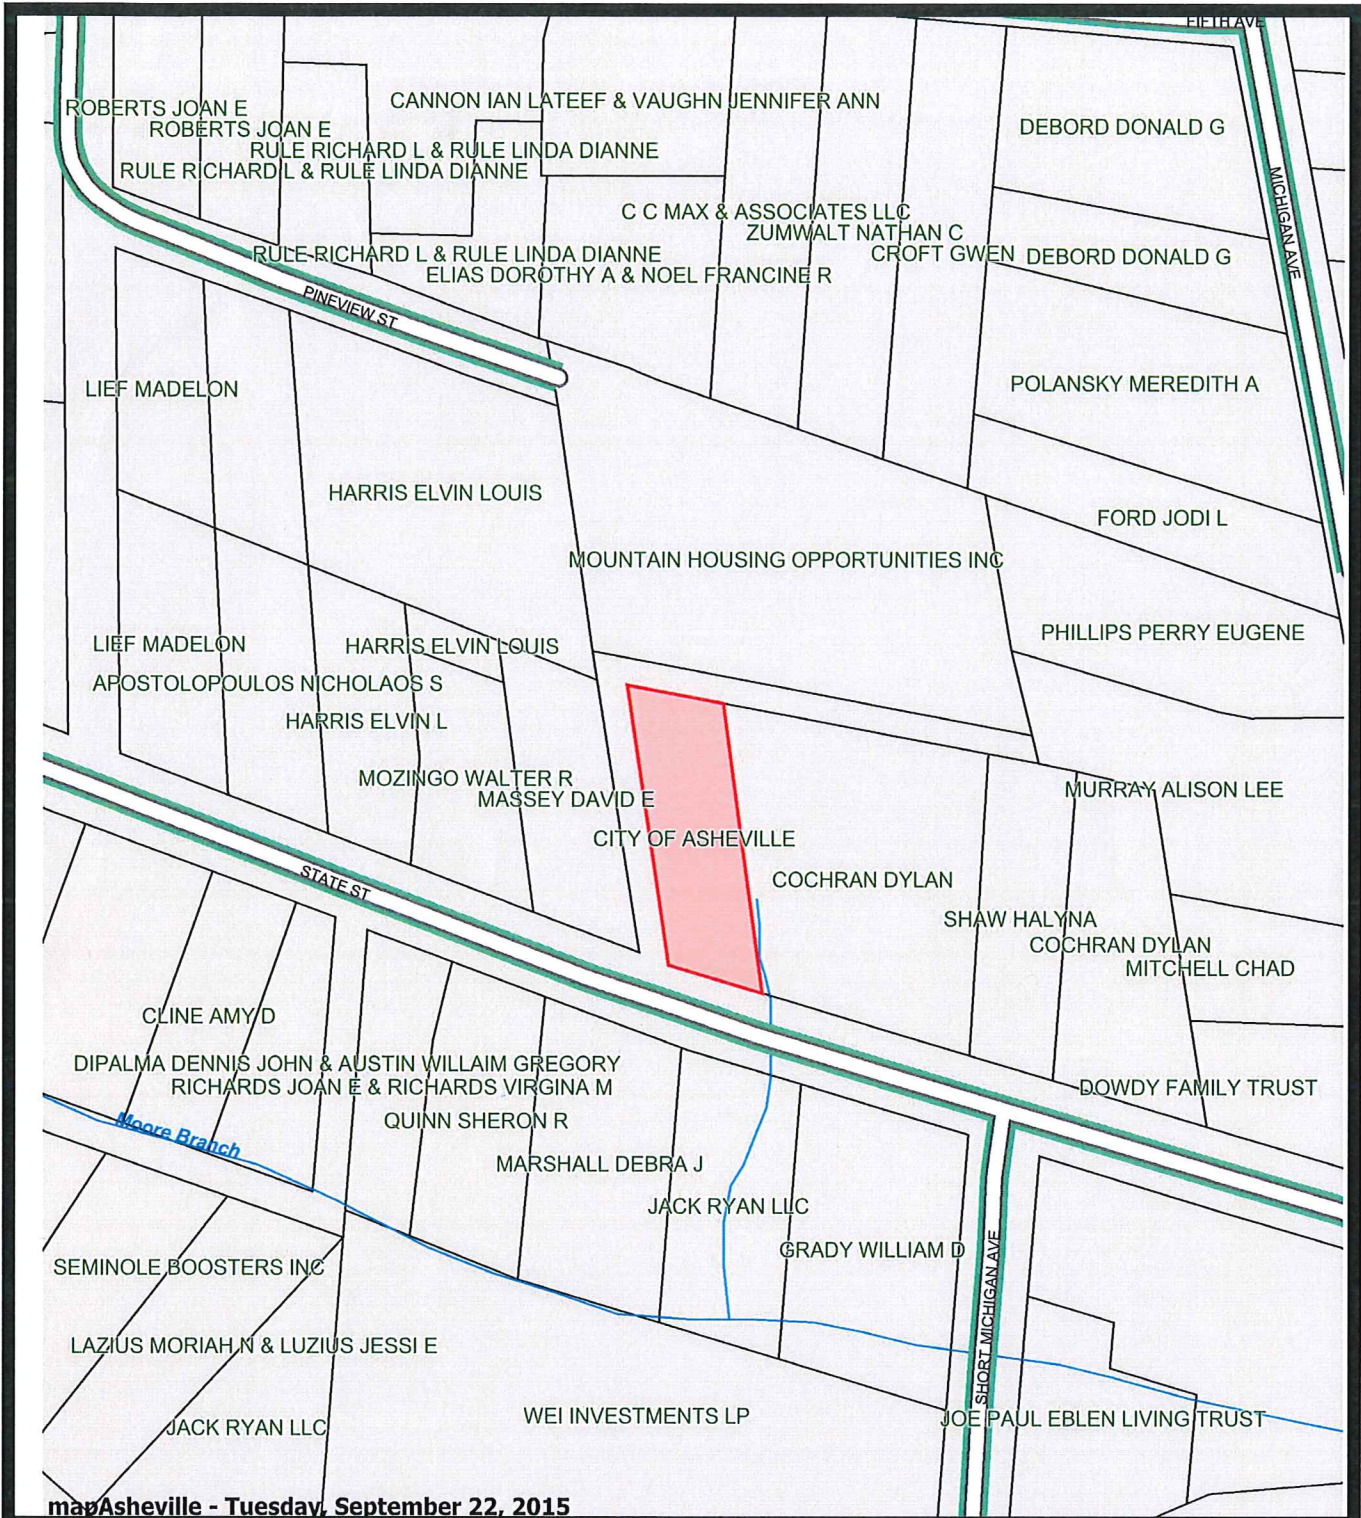 FIFTH AVE
CANNON IAN LATEEF & VAUGHN JENNIFER ANN
ROBERTS JOAN E
ROBERTS JOAN E
DEBORD DONALD G
RULE RICHARD L & RULE LINDA DIANNE
RULE RICHARD L & RULE LINDA DIANNE
MICHIGAN AVE
C C MAX & ASSOCIATES LLC
ZUMWALT NATHAN C
RULE RICHARD L & RULE LINDA DIANNE
CROFT GWEN
DEBORD DONALD G
ELIAS DOROTHY A & NOEL FRANCINE R
PINEVIEW ST
LIEF MADELON
POLANSKY MEREDITH A
HARRIS ELVIN LOUIS
FORD JODI L
MOUNTAIN HOUSING OPPORTUNITIES INC
PHILLIPS PERRY EUGENE
LIEF MADELON
HARRIS ELVIN LOUIS
APOSTOLOPOULOS NICHOLAOS S
HARRIS ELVIN L
MOZINGO WALTER R
MURRAY ALISON LEE
MASSEY DAVID E
CITY OF ASHEVILLE
STATE ST
COCHRAN DYLAN
SHAW HALYNA
COCHRAN DYLAN
MITCHELL CHAD
CLINE AMY D
DIPALMA DENNIS JOHN & AUSTIN WILLAIM GREGORY
RICHARDS JOAN E & RICHARDS VIRGINA M
DOWDY FAMILY TRUST
QUINN SHERON R
Moore Branch
MARSHALL DEBRA J
JACK RYAN LLC
GRADY WILLIAM D
SEMINOLE BOOSTERS INC
SHORT MICHIGAN AVE
LAZIUS MORIAH N & LUZIUS JESSI E
WEI INVESTMENTS LP
JOE PAUL EBLEN LIVING TRUST
JACK RYAN LLC
mapAsheville - Tuesday, September 22, 2015